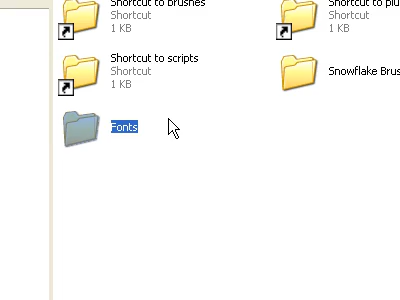 Shortcut to brushes
Shortcut
1 KB
Shortcut to plu
Shortcut
1 KB
Shortcut to scripts
Shortcut
1 KB
Snowflake Brus
Fonts